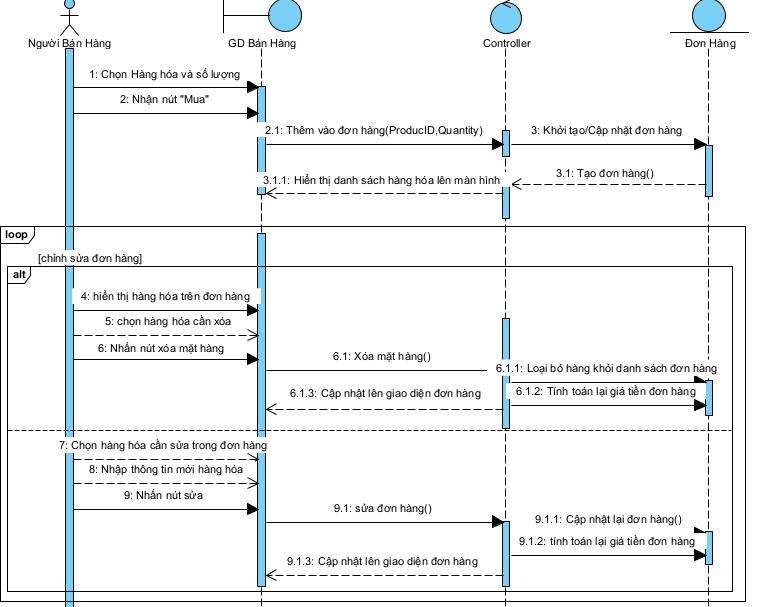 Người Bán Hàng
GD Bán Hàng
Controller
Đơn Hàng
1: Chọn Hàng hóa và số lượng
2: Nhận nút "Mua"
2.1: Thêm vào đơn hàng(ProducID,Quantity)
3: Khởi tạo/Cập nhặt đơn hàng
3.1: Tạo đơn hàng()
3.1.1: Hiển thị danh sách hàng hóa lên màn hình
loop
[chỉnh sửa đơn hàng]
alt
4: hiển thị hàng hóa trên đơn hàng
5: chọn hàng hóa cần xóa
6: Nhấn nút xóa mặt hàng
6.1: Xóa mặt hàng()
6.1.1: Loại bỏ hàng khỏi danh sách đơn hàng
6.1.2: Tính toán lại giá tiền đơn hàng
6.1.3: Cập nhật lên giao diện đơn hàng
7: Chọn hàng hóa cần sửa trong đơn hàng
8: Nhập thông tin mới hàng hóa
9: Nhấn nút sửa
9.1: sửa đơn hàng()
9.1.1: Cập nhật lại đơn hàng()
9.1.2: tính toán lại giá tiền đơn hàng
9.1.3: Cập nhật lên giao diện đơn hàng